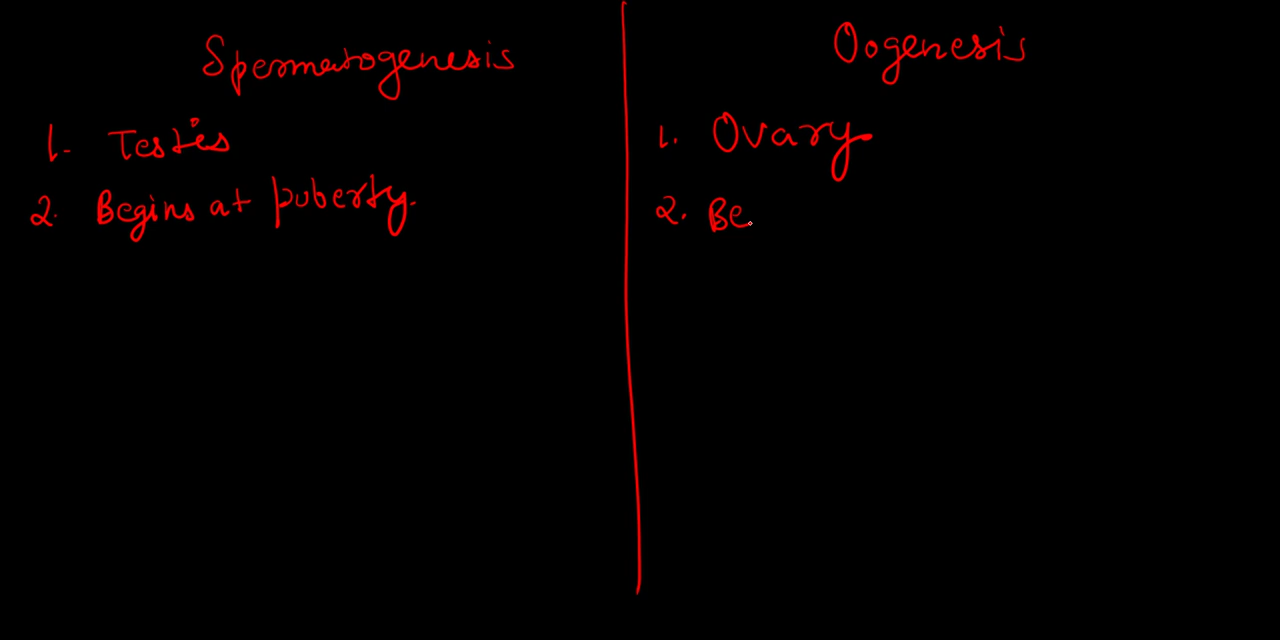 Spermatogenesis
1. Testes
2. Begins at puberty.
Oogenesis
1. Ovary
2. Be